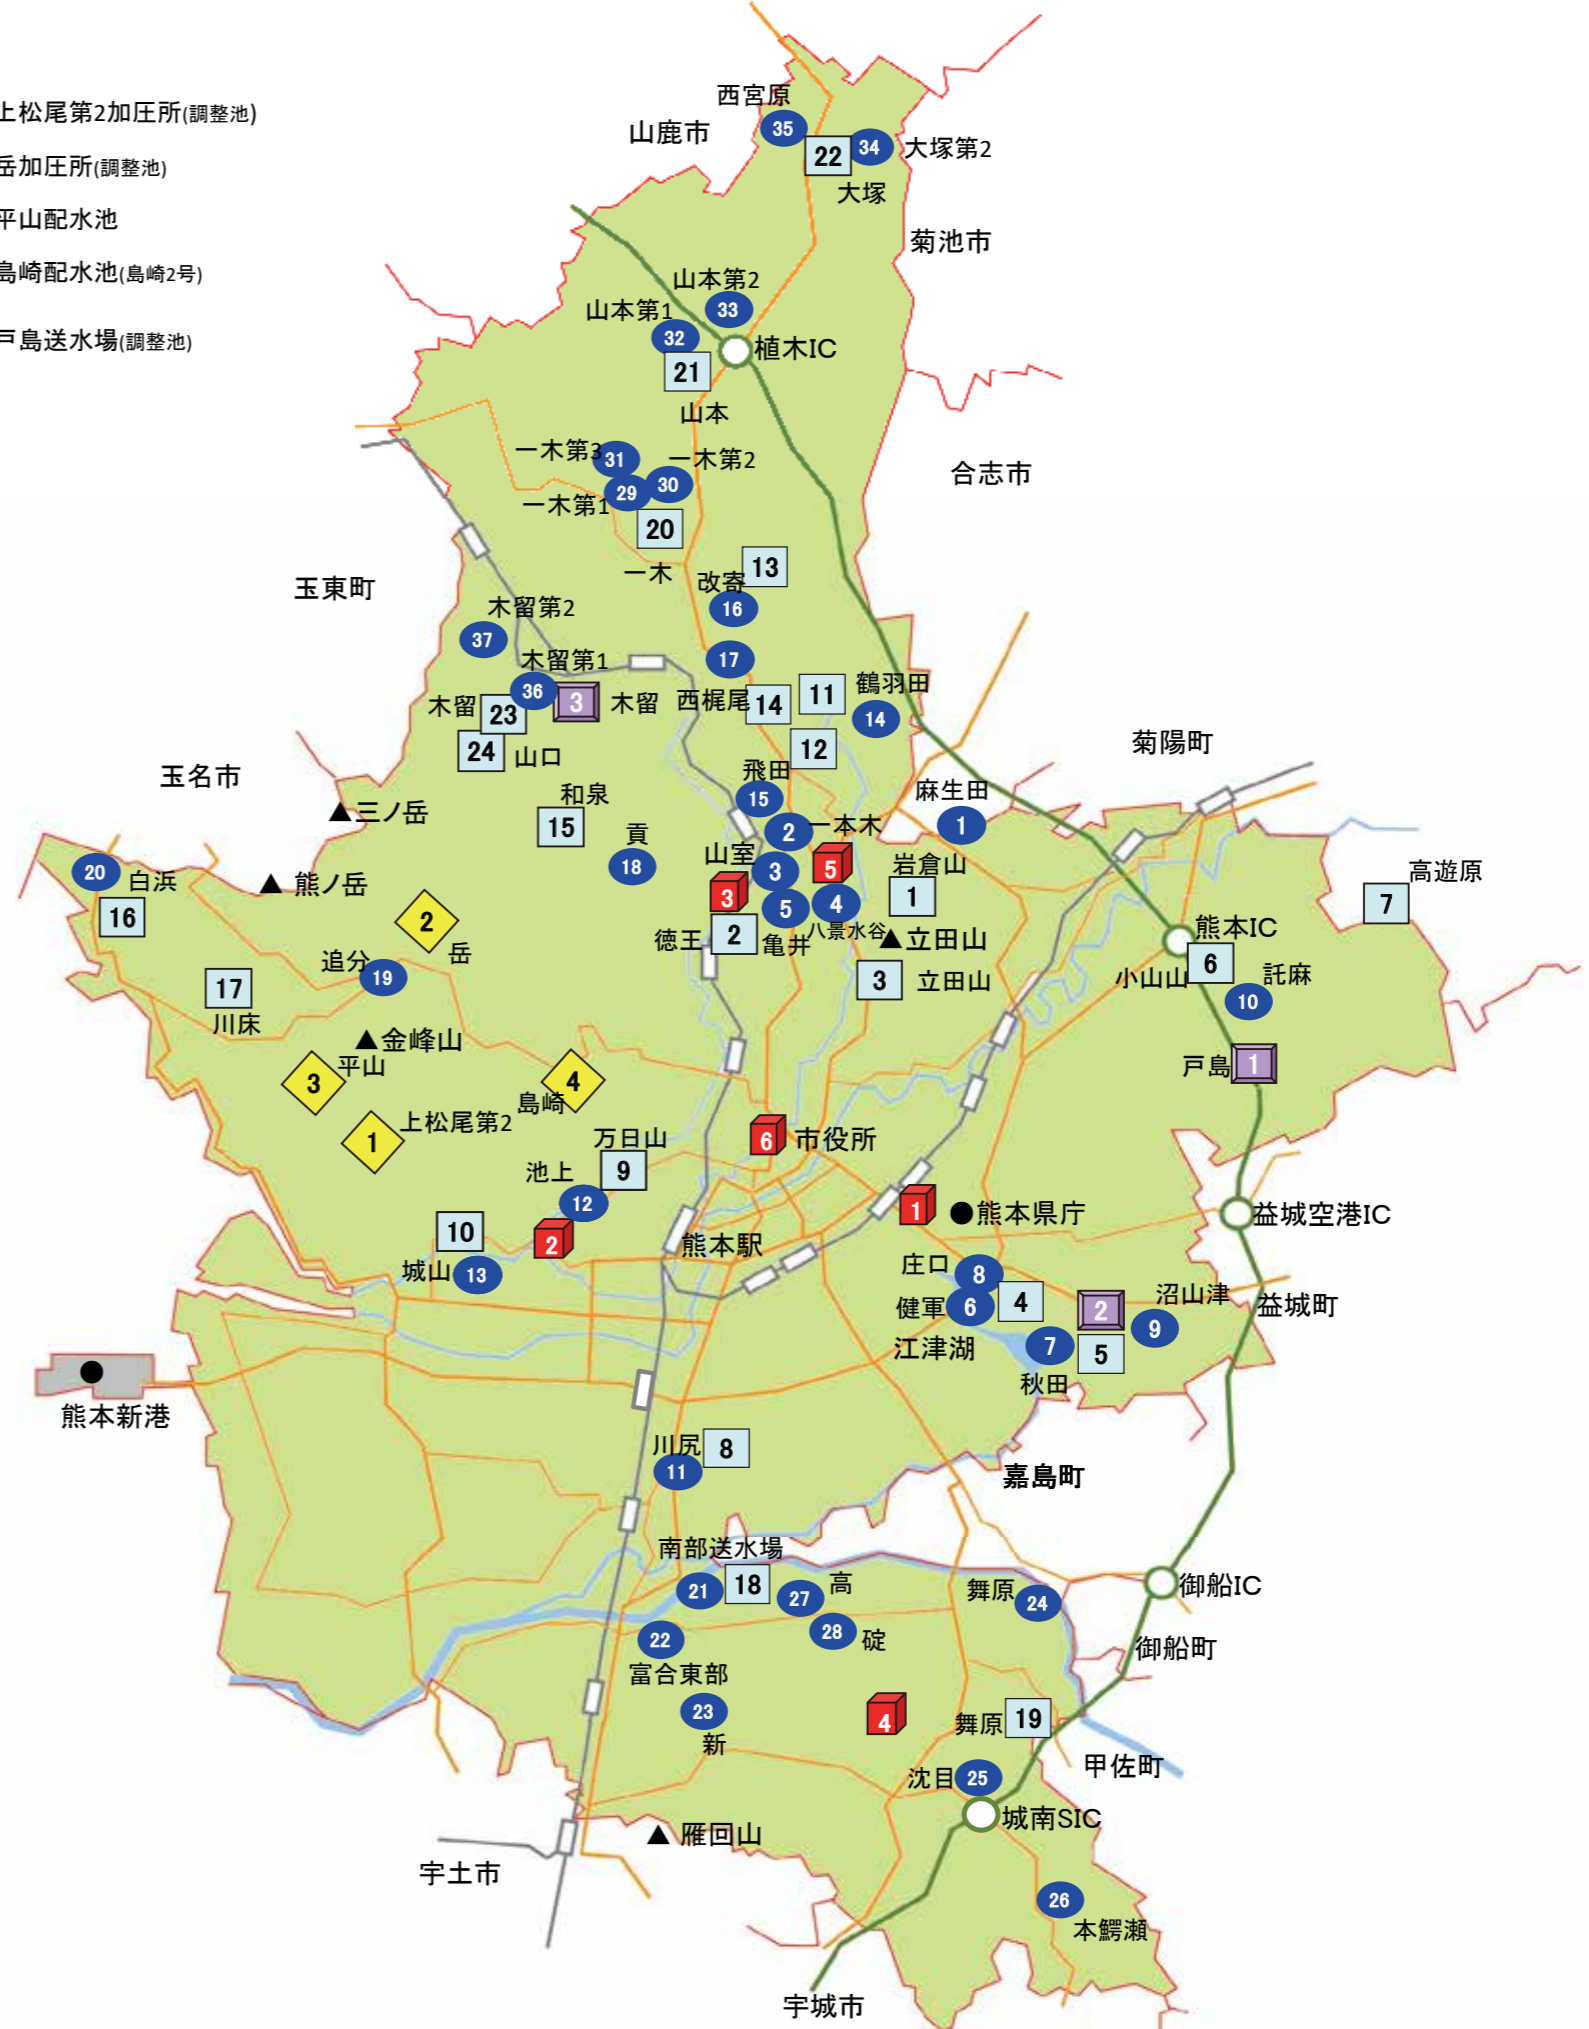 上松尾第2加圧所(調整池)
岳加圧所(調整池)
平山配水池
島崎配水池(島崎2号)
戸島送水場(調整池)
西宮原
35
山鹿市
22
34
大塚第2
大塚
菊池市
山本第2
山本第1
33
32
植木IC
21
山本
一木第3
31
一木第2
30
29
一木第1
20
合志市
一木
13
改寄
16
玉東町
木留第2
37
17
木留第1
36
3
木留
木留
23
西梶尾
14
11
鶴羽田
14
24
山口
12
菊陽町
玉名市
飛田
15
麻生田
1
和泉
15
▲三ノ岳
2
一本木
貢
18
山室
3
5
岩倉山
1
20
白浜
▲熊ノ岳
3
5
4
高遊原
7
16
2
岳
徳王
2
亀井
八景水谷
▲立田山
熊本IC
追分
19
3
立田山
小山山
6
託麻
10
17
川床
▲金峰山
平山
3
4
島崎
戸島
1
上松尾第2
1
万日山
9
6
市役所
池上
12
10
2
1
●熊本県庁
益城空港IC
城山
13
熊本駅
庄口
8
健軍
6
4
2
沼山津
9
益城町
江津湖
7
5
秋田
熊本新港
川尻
8
11
嘉島町
南部送水場
21
18
27
高
舞原
24
御船IC
22
28
碇
御船町
富合東部
23
新
4
舞原
19
甲佐町
沈目
25
城南SIC
▲雁回山
宇土市
26
本鰐瀬
宇城市